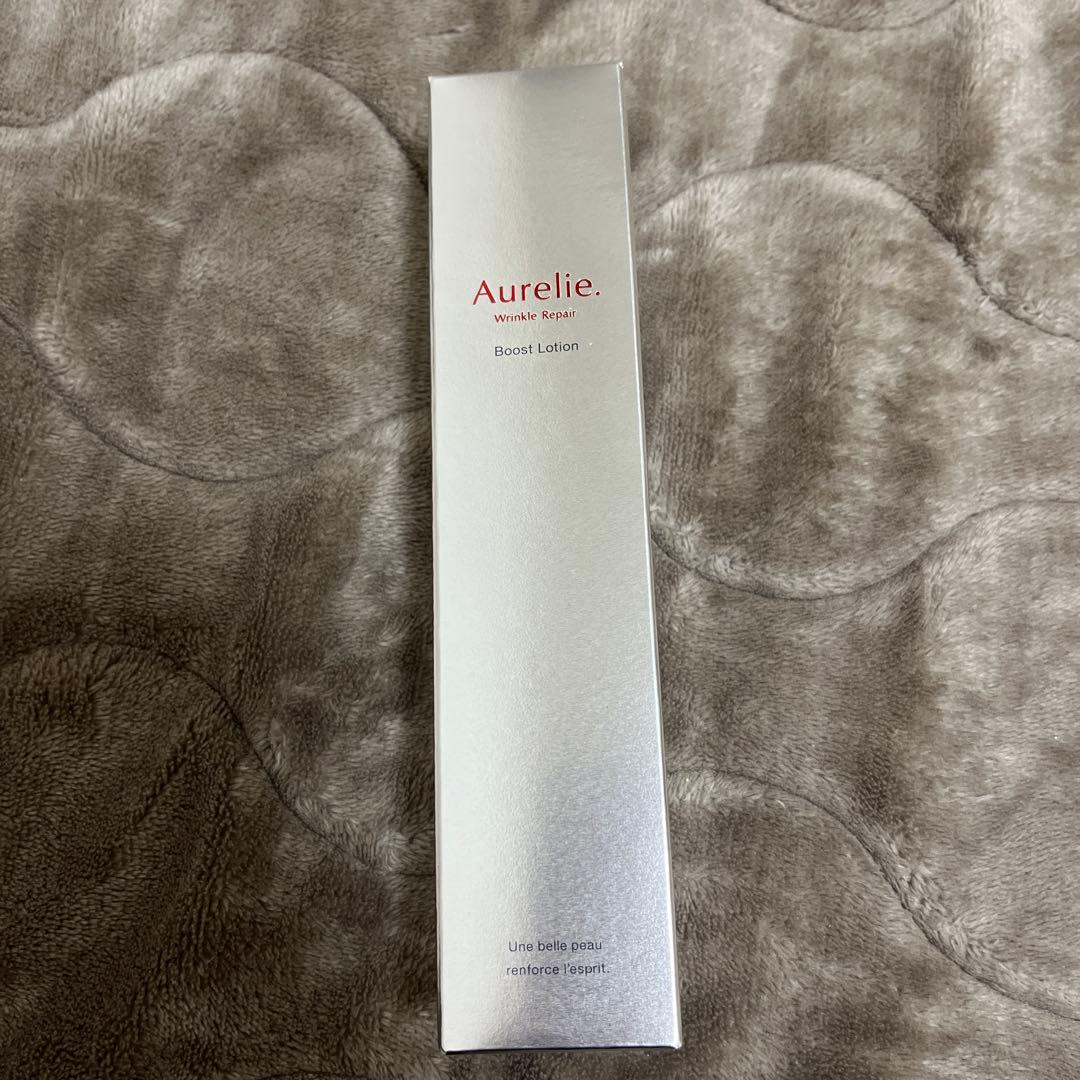 Aurelie.
Wrinkle Repair
Boost Lotion
Une belle peau
renforce l'esprit.